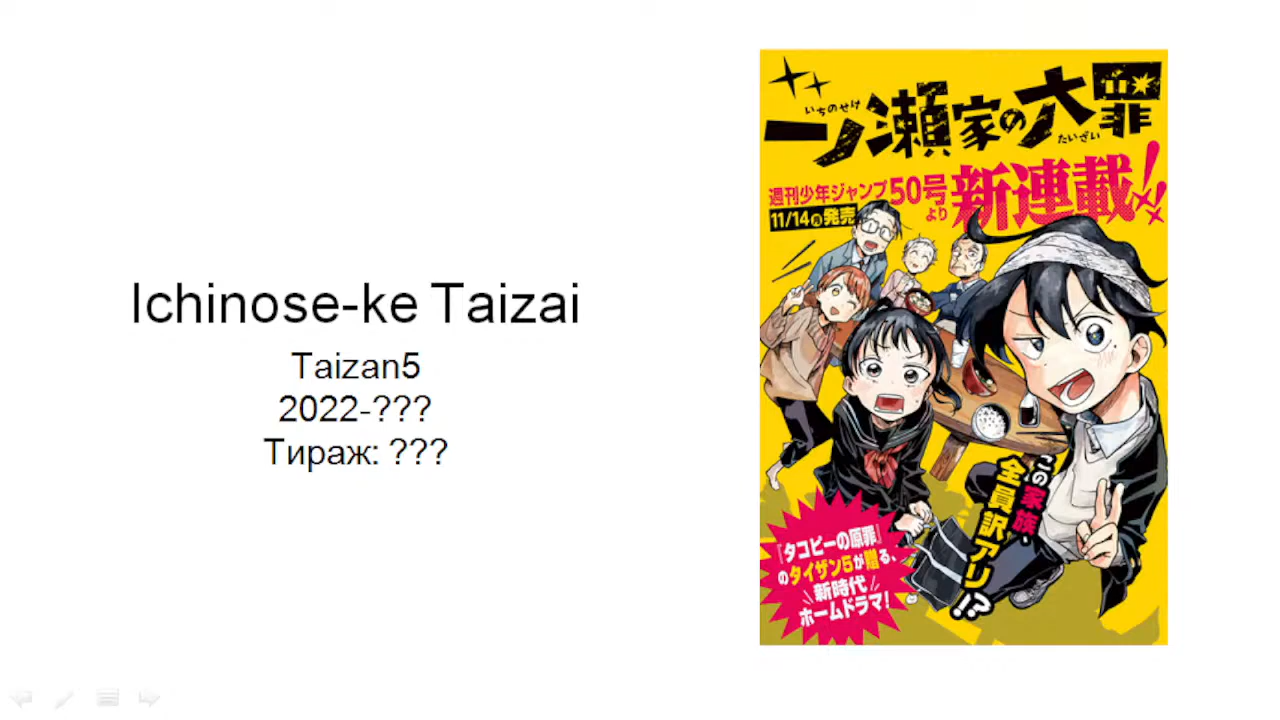 Ichinose-ke Taizai
Taizan5
2022-???
Тираж: ???
いちのせけ
一ノ瀬家の大罪
たいざい
週刊少年ジャンプ50号より
11/14月発売
新連載!!
この家族、
全員訳アリ!?
『タコピーの原罪』
のタイザン5が贈る、
新時代
ホームドラマ!